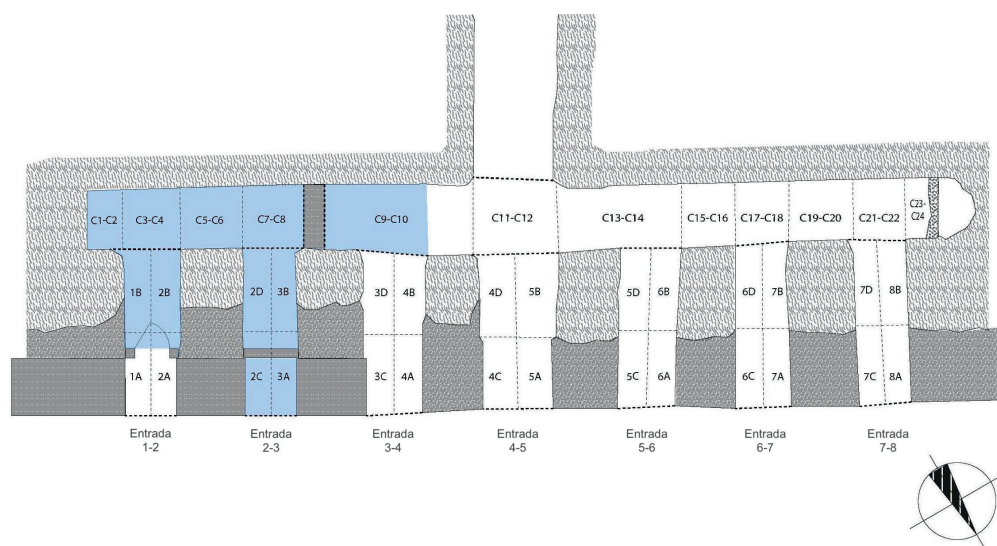 C1-C2
C3-C4
C5-C6
C7-C8
C9-C10
C11-C12
C13-C14
C15-C16
C17-C18
C19-C20
C21-C22
C23-
C24
1B 2B
2D 3B
3D 4B
4D 5B
5D 6B
6D 7B
7D 8B
1A 2A
2C 3A
3C 4A
4C 5A
5C 6A
6C 7A
7C 8A
Entrada
1-2
Entrada
2-3
Entrada
3-4
Entrada
4-5
Entrada
5-6
Entrada
6-7
Entrada
7-8